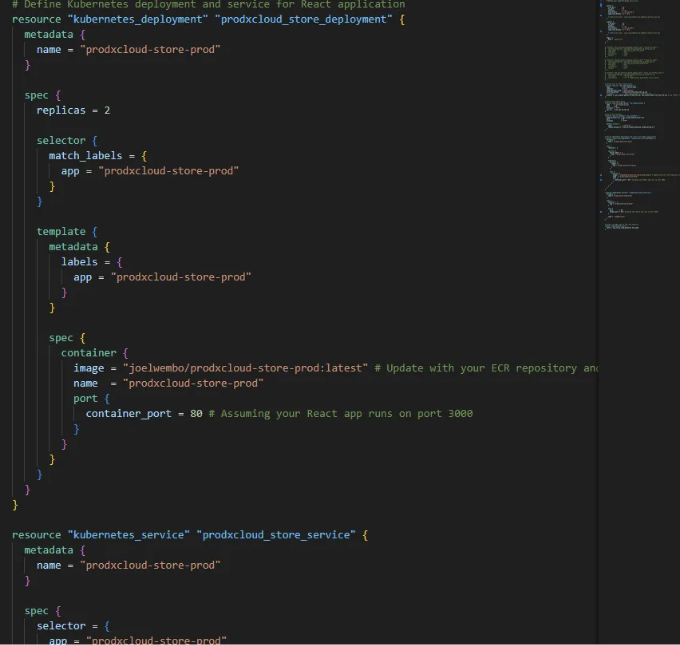 # Define Kubernetes deployment and service for React application
resource "kubernetes_deployment" "prodxcloud_store_deployment" {
  metadata {
    name = "prodxcloud-store-prod"
  }

  spec {
    replicas = 2

    selector {
      match_labels = {
        app = "prodxcloud-store-prod"
      }
    }

    template {
      metadata {
        labels = {
          app = "prodxcloud-store-prod"
        }
      }

      spec {
        container {
          image = "joelwembo/prodxcloud-store-prod:latest" # Update with your ECR repository and
          name  = "prodxcloud-store-prod"
          port {
            container_port = 80 # Assuming your React app runs on port 3000
          }
        }
      }
    }
  }
}

resource "kubernetes_service" "prodxcloud_store_service" {
  metadata {
    name = "prodxcloud-store-prod"
  }

  spec {
    selector = {
      app = "prodxcloud-store-prod"